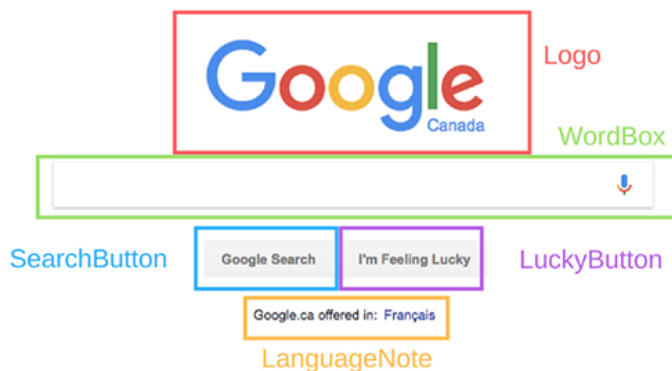 Google
Logo
Canada
WordBox
SearchButton
Google Search
I'm Feeling Lucky
LuckyButton
Google.ca offered in: Français
LanguageNote